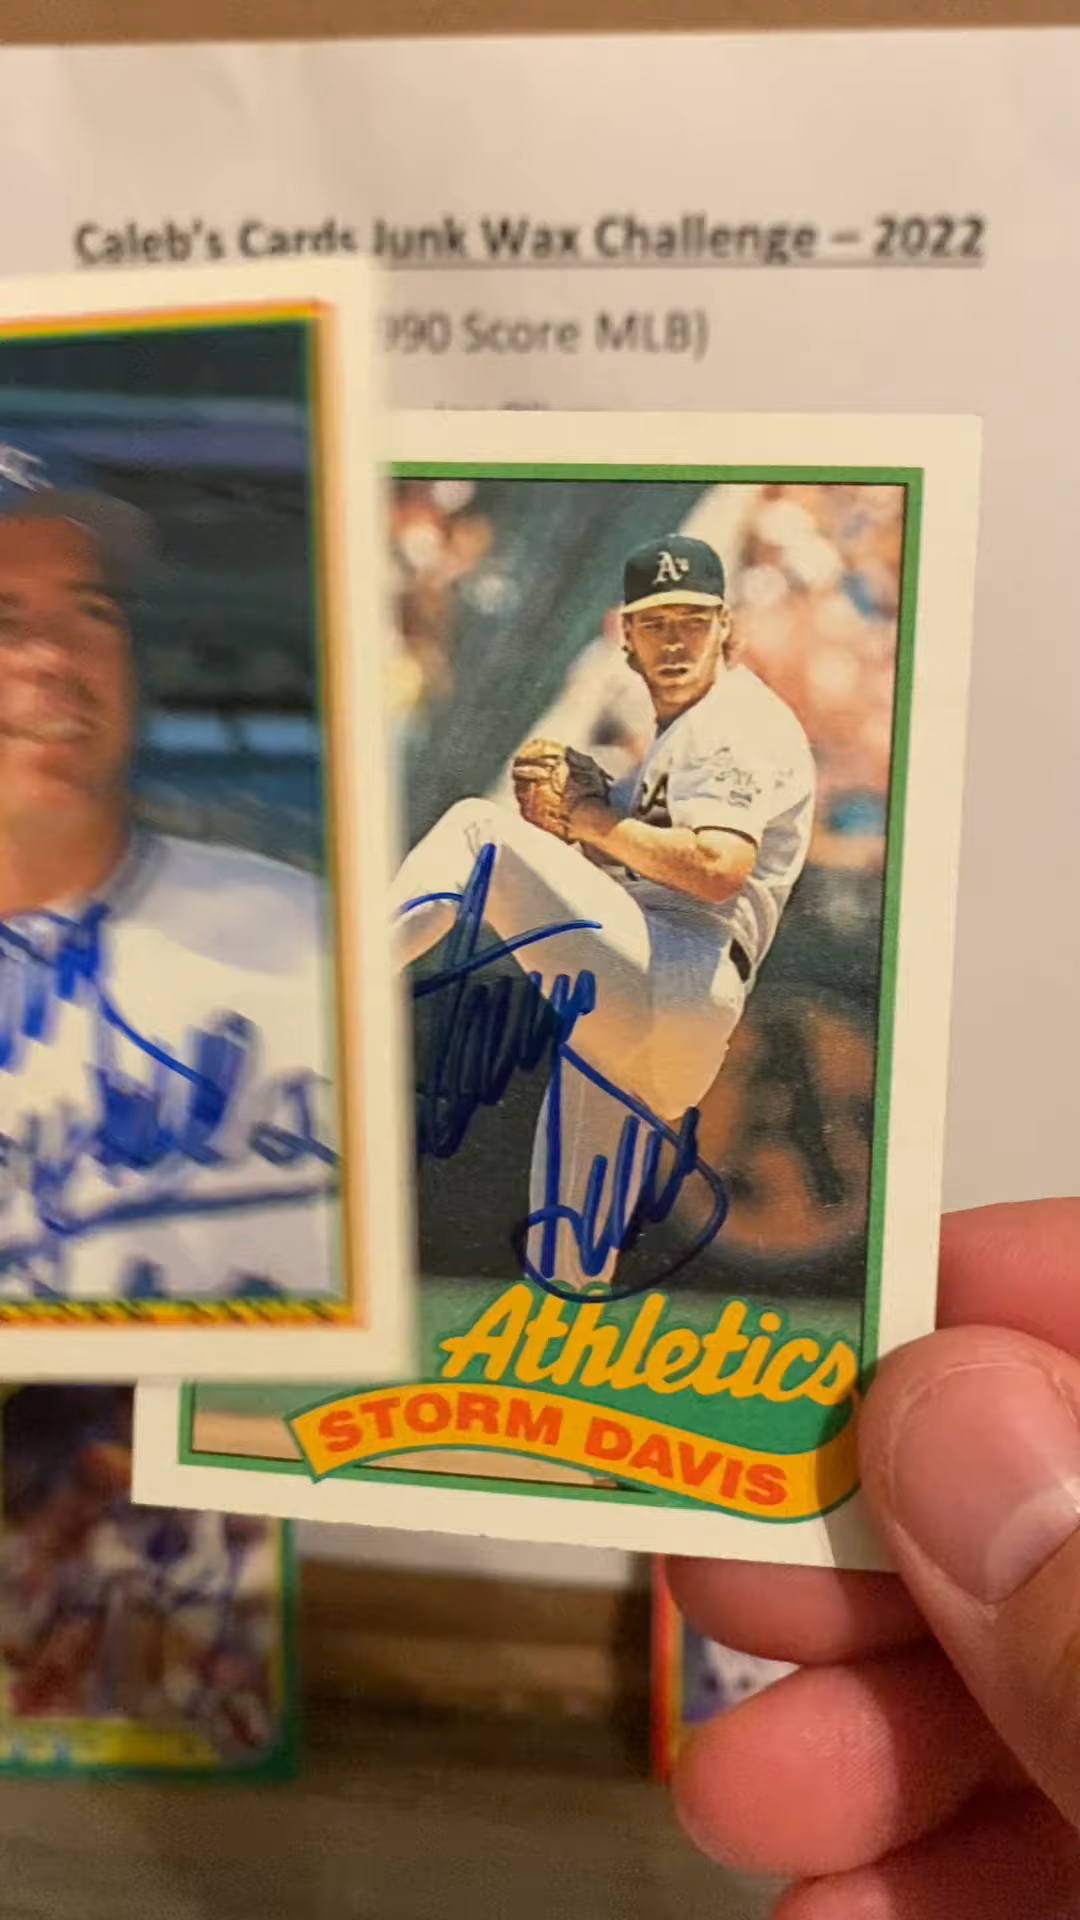 Caleb's Cards Junk Wax Challenge – 2022
990 Score MLB)
A's
Athletics
STORM DAVIS